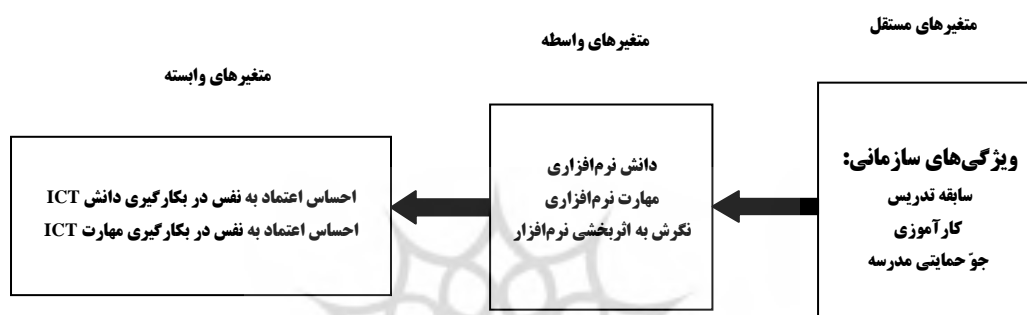 متغیرهای مستقل
ویژگی‌های سازمانی:
سابقه تدریس
کارآموزی
جوّ حمایتی مدرسه
متغیرهای واسطه
دانش نرم‌افزاری
مهارت نرم‌افزاری
نگرش به اثربخشی نرم‌افزار
متغیرهای وابسته
احساس اعتماد به نفس در بکارگیری دانش ICT
احساس اعتماد به نفس در بکارگیری مهارت ICT